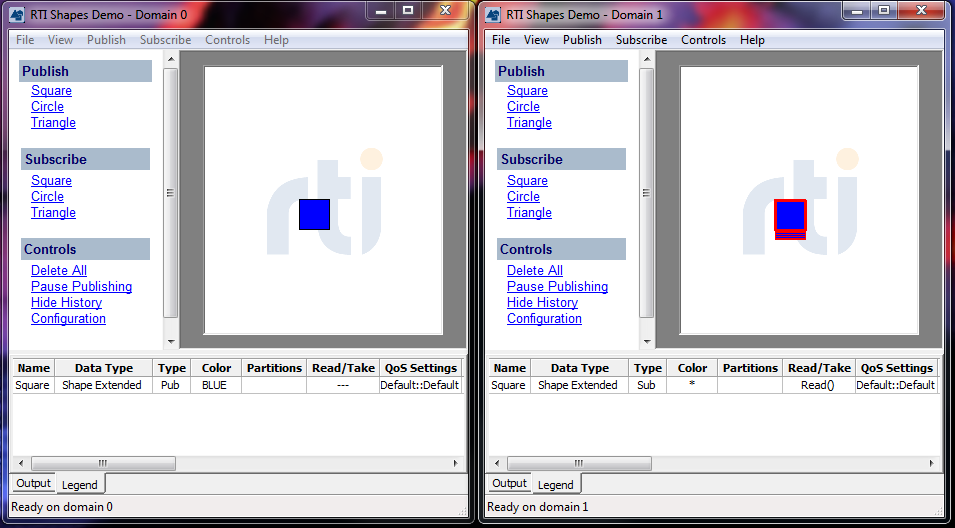 RTI Shapes Demo - Domain 0
File View Publish Subscribe Controls Help
Publish
Square
Circle
Triangle
Subscribe
Square
Circle
Triangle
Controls
Delete All
Pause Publishing
Hide History
Configuration
rti
Name Data Type Type Color Partitions Read/Take QoS Settings
Square Shape Extended Pub BLUE --- Default::Default
Output Legend
Ready on domain 0
RTI Shapes Demo - Domain 1
File View Publish Subscribe Controls Help
Publish
Square
Circle
Triangle
Subscribe
Square
Circle
Triangle
Controls
Delete All
Pause Publishing
Hide History
Configuration
rti
Name Data Type Type Color Partitions Read/Take QoS Settings
Square Shape Extended Sub * Read() Default::Default
Output Legend
Ready on domain 1